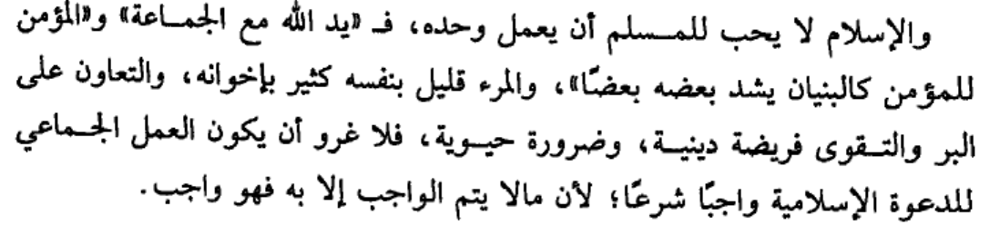 والإسلام لا يحب للمسلم أن يعمل وحده، فـ «يد الله مع الجماعة» و«المؤمن
للمؤمن كالبنيان يشد بعضه بعضًا»، والمرء قليل بنفسه كثير بإخوانه، والتعاون على
البر والتقوى فريضة دينية، وضرورة حيوية، فلا غرو أن يكون العمل الجماعي
للدعوة الإسلامية واجبًا شرعًا؛ لأن مالا يتم الواجب إلا به فهو واجب.